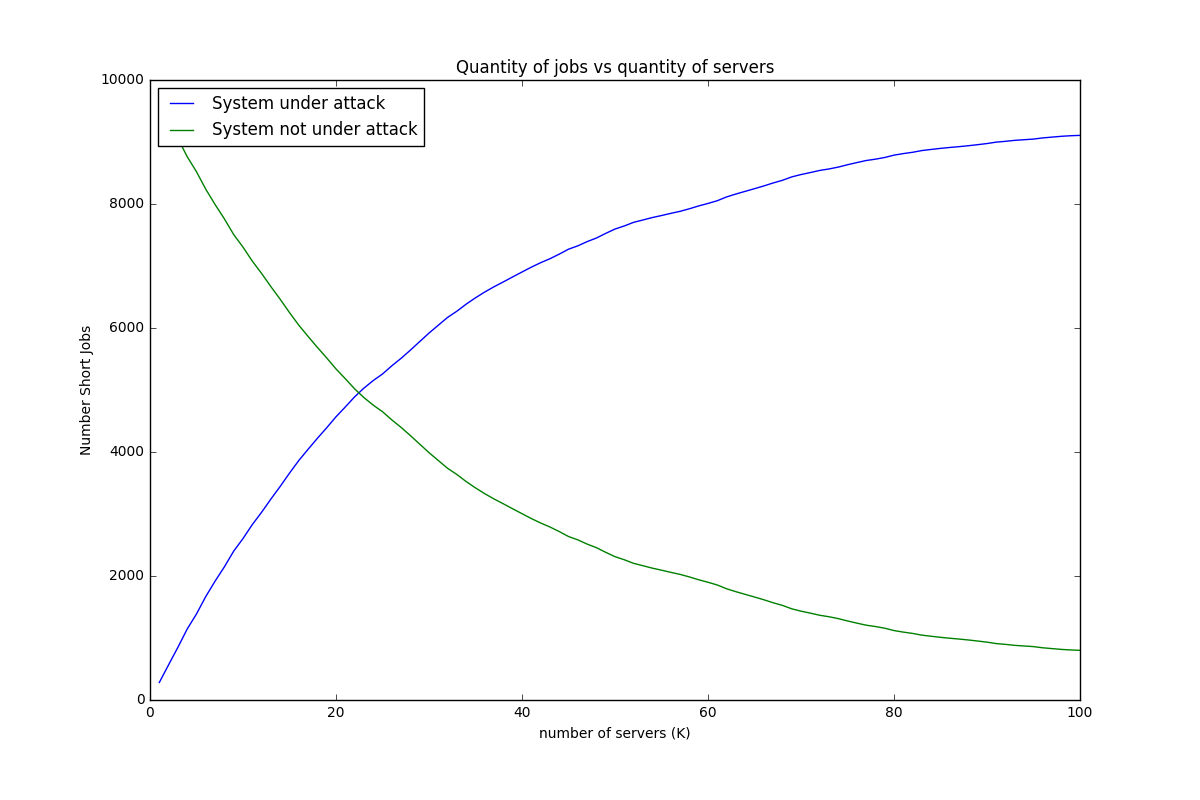 Quantity of jobs vs quantity of servers
System under attack
System not under attack
10000
8000
6000
4000
2000
0
Number Short Jobs
0 20 40 60 80 100
number of servers (K)